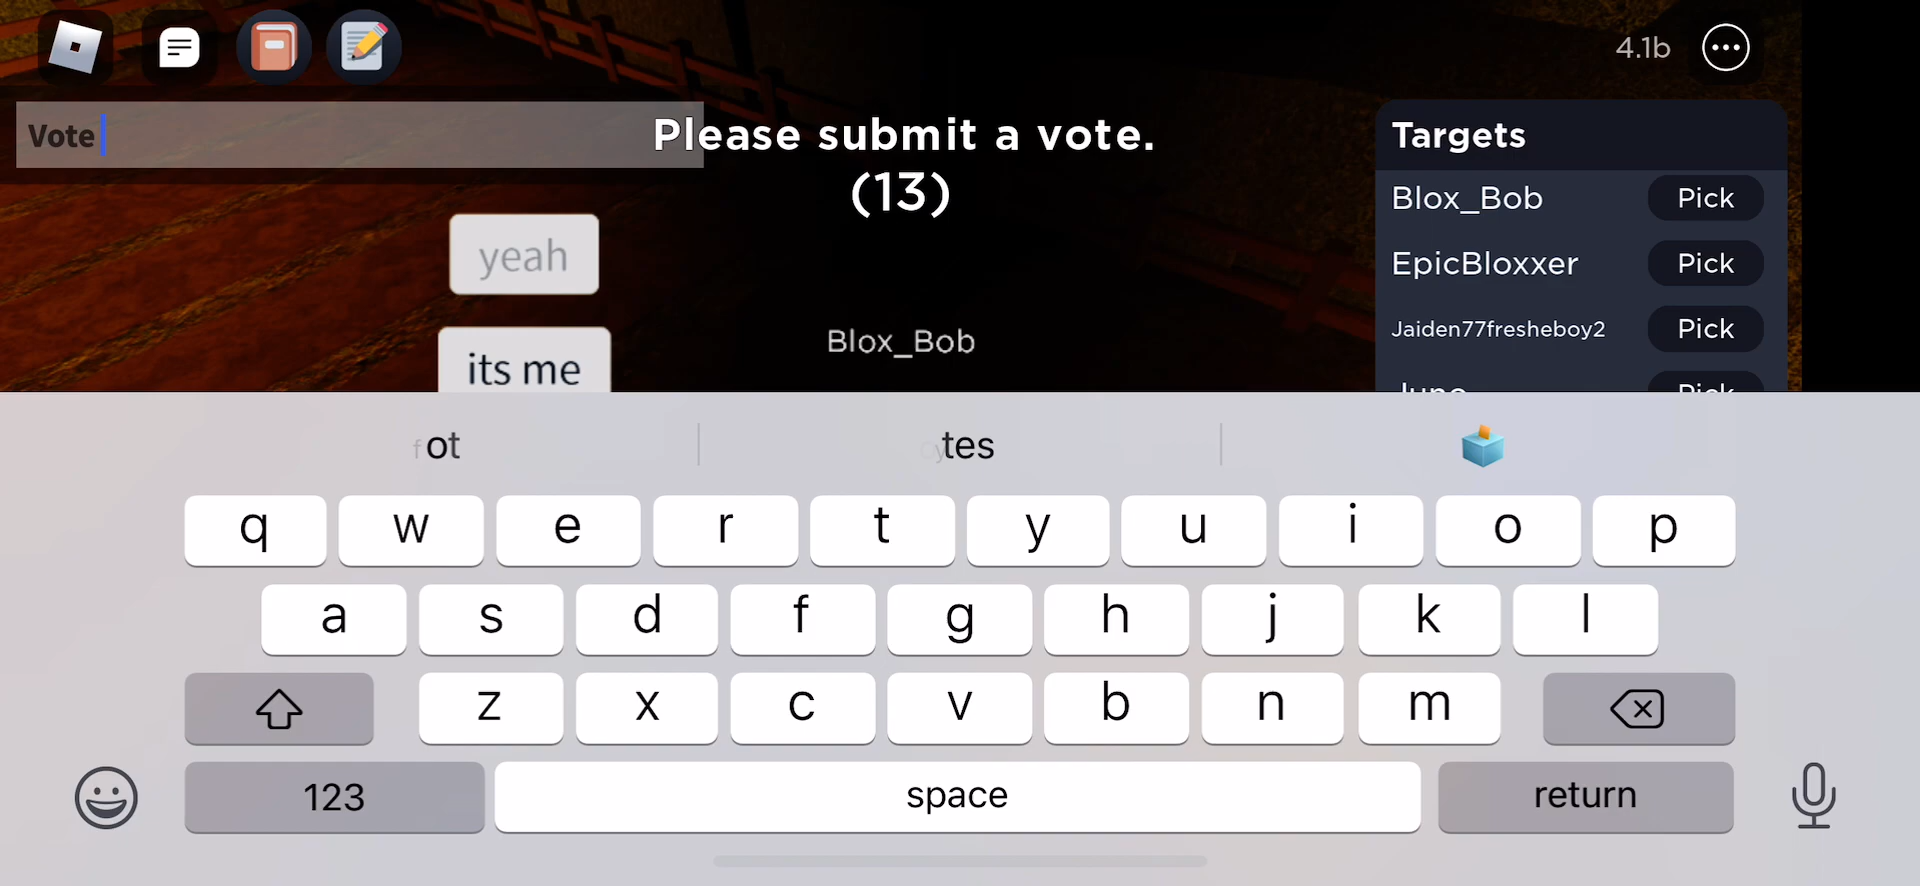 4.1b
Vote
Please submit a vote.
(13)
Targets
Blox_Bob Pick
EpicBloxxer Pick
Jaiden77fresheboy2 Pick
Pick
yeah
its me
Blox_Bob
ot
tes
q w e r t y u i o p
a s d f g h j k l
z x c v b n m
123 space return